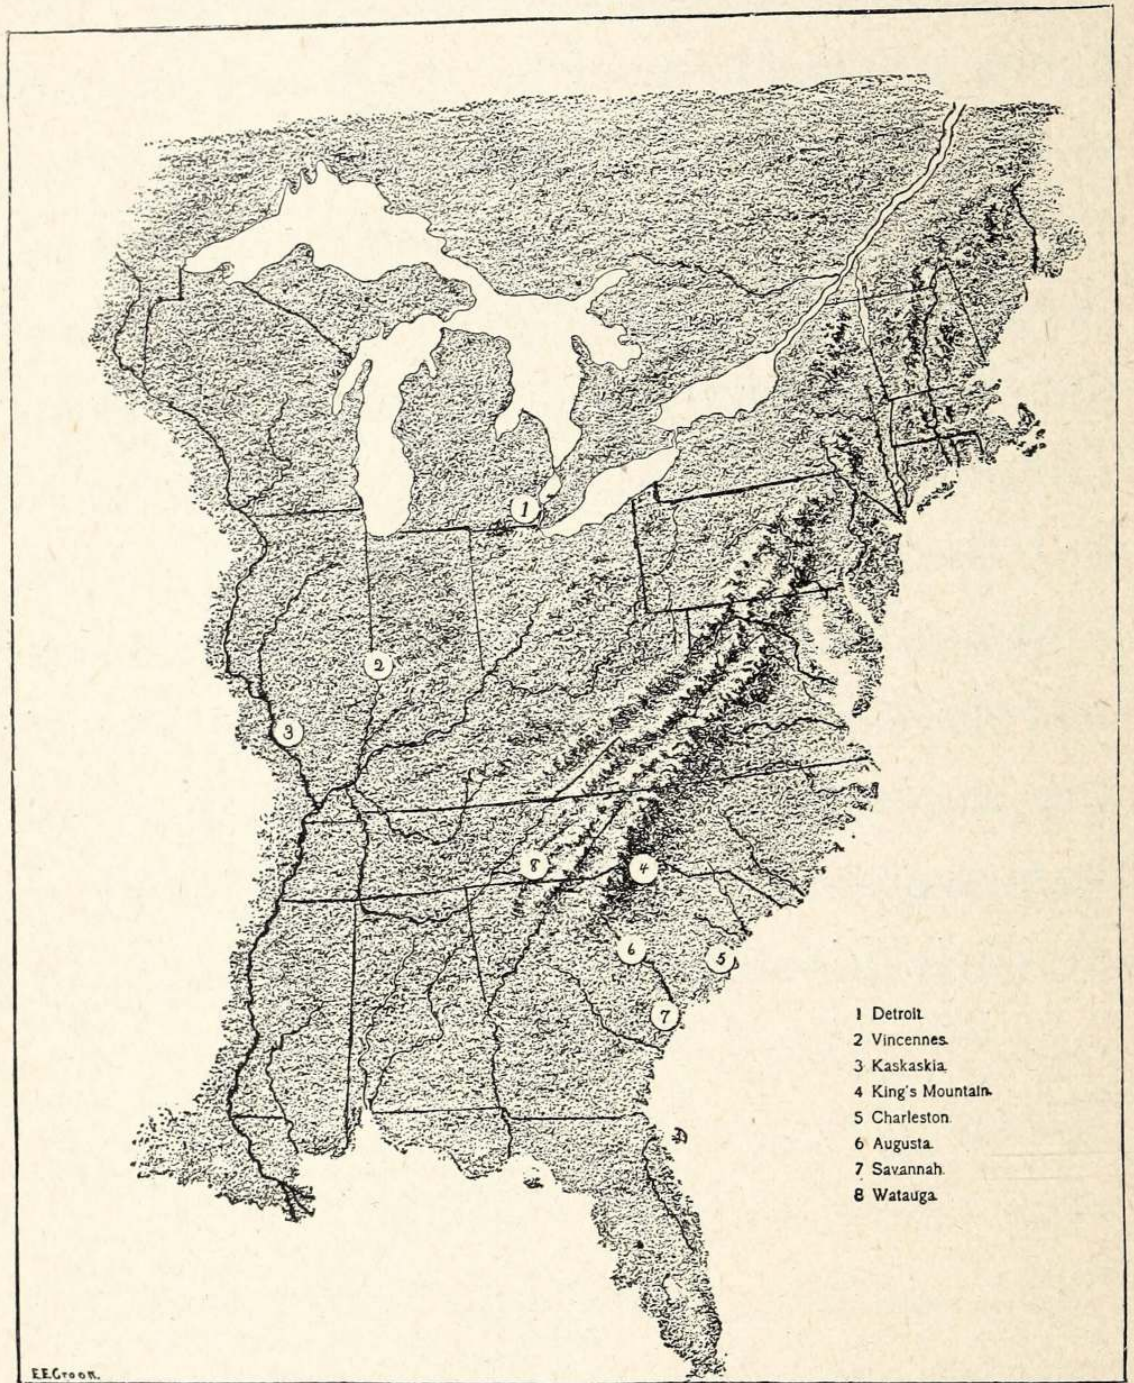 1
2
3
8
4
6
5
7
1 Detroit
2 Vincennes.
3 Kaskaskia.
4 King's Mountain.
5 Charleston.
6 Augusta.
7 Savannah.
8 Watauga.